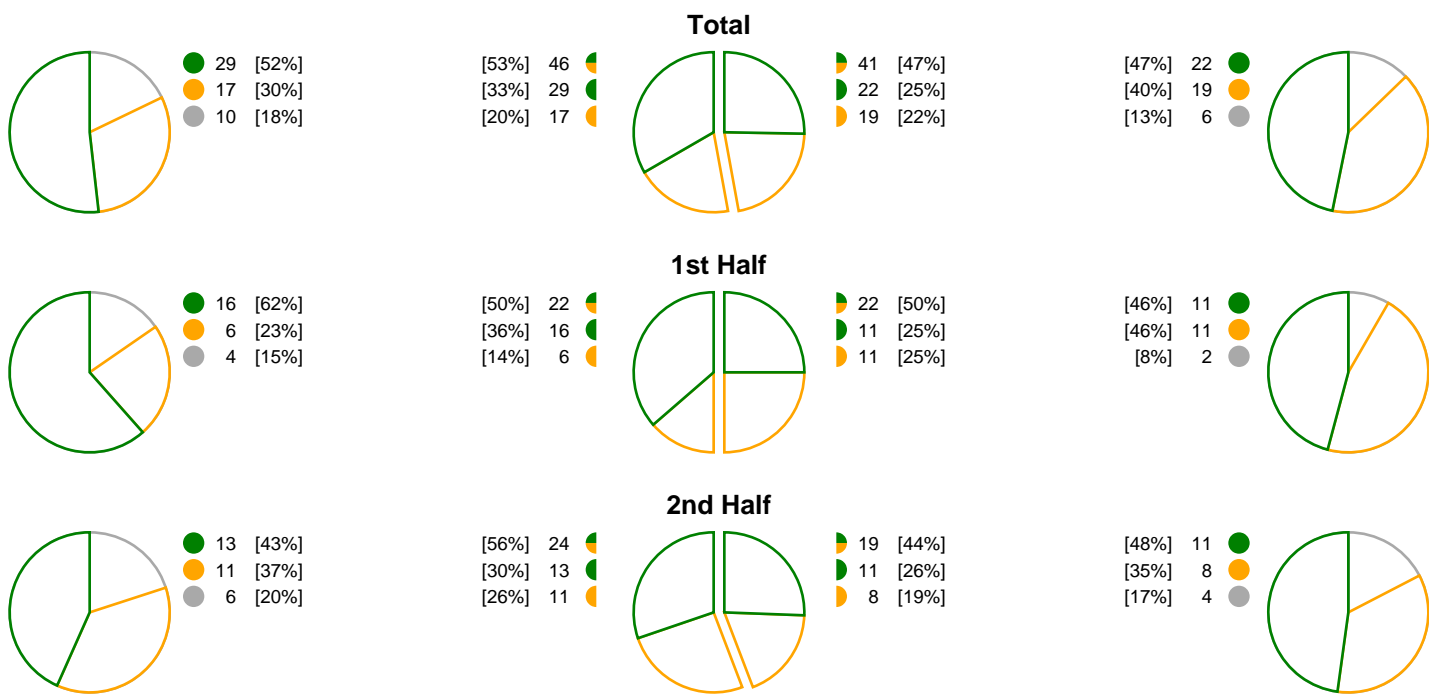 Total
29 [52%] [53%] 46 41 [47%] [47%] 22
17 [30%] [33%] 29 22 [25%] [40%] 19
10 [18%] [20%] 17 19 [22%] [13%] 6
1st Half
16 [62%] [50%] 22 22 [50%] [46%] 11
6 [23%] [36%] 16 11 [25%] [46%] 11
4 [15%] [14%] 6 11 [25%] [8%] 2
2nd Half
13 [43%] [56%] 24 19 [44%] [48%] 11
11 [37%] [30%] 13 11 [26%] [35%] 8
6 [20%] [26%] 11 8 [19%] [17%] 4